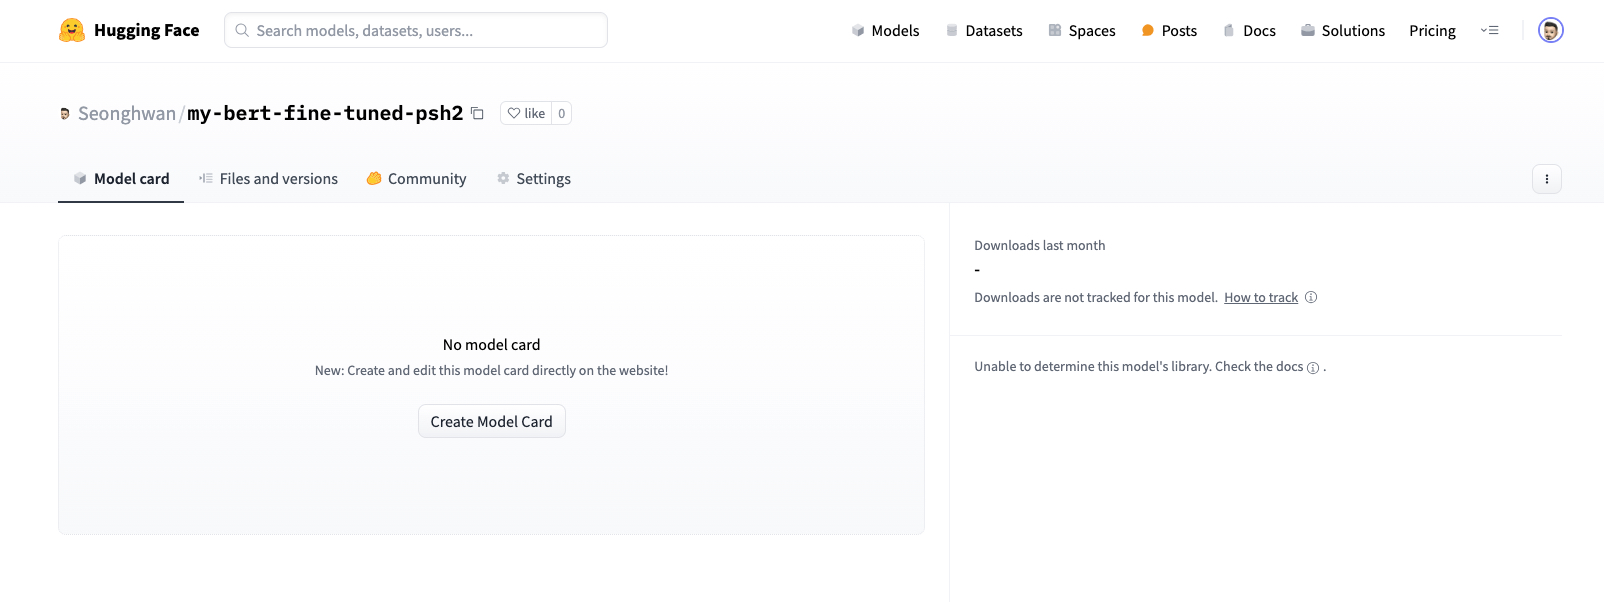 Hugging Face
Search models, datasets, users...
Models
Datasets
Spaces
Posts
Docs
Solutions
Pricing
Seonghwan/my-bert-fine-tuned-psh2
like 0
Model card
Files and versions
Community
Settings
No model card
New: Create and edit this model card directly on the website!
Create Model Card
Downloads last month
-
Downloads are not tracked for this model. How to track
Unable to determine this model's library. Check the docs .